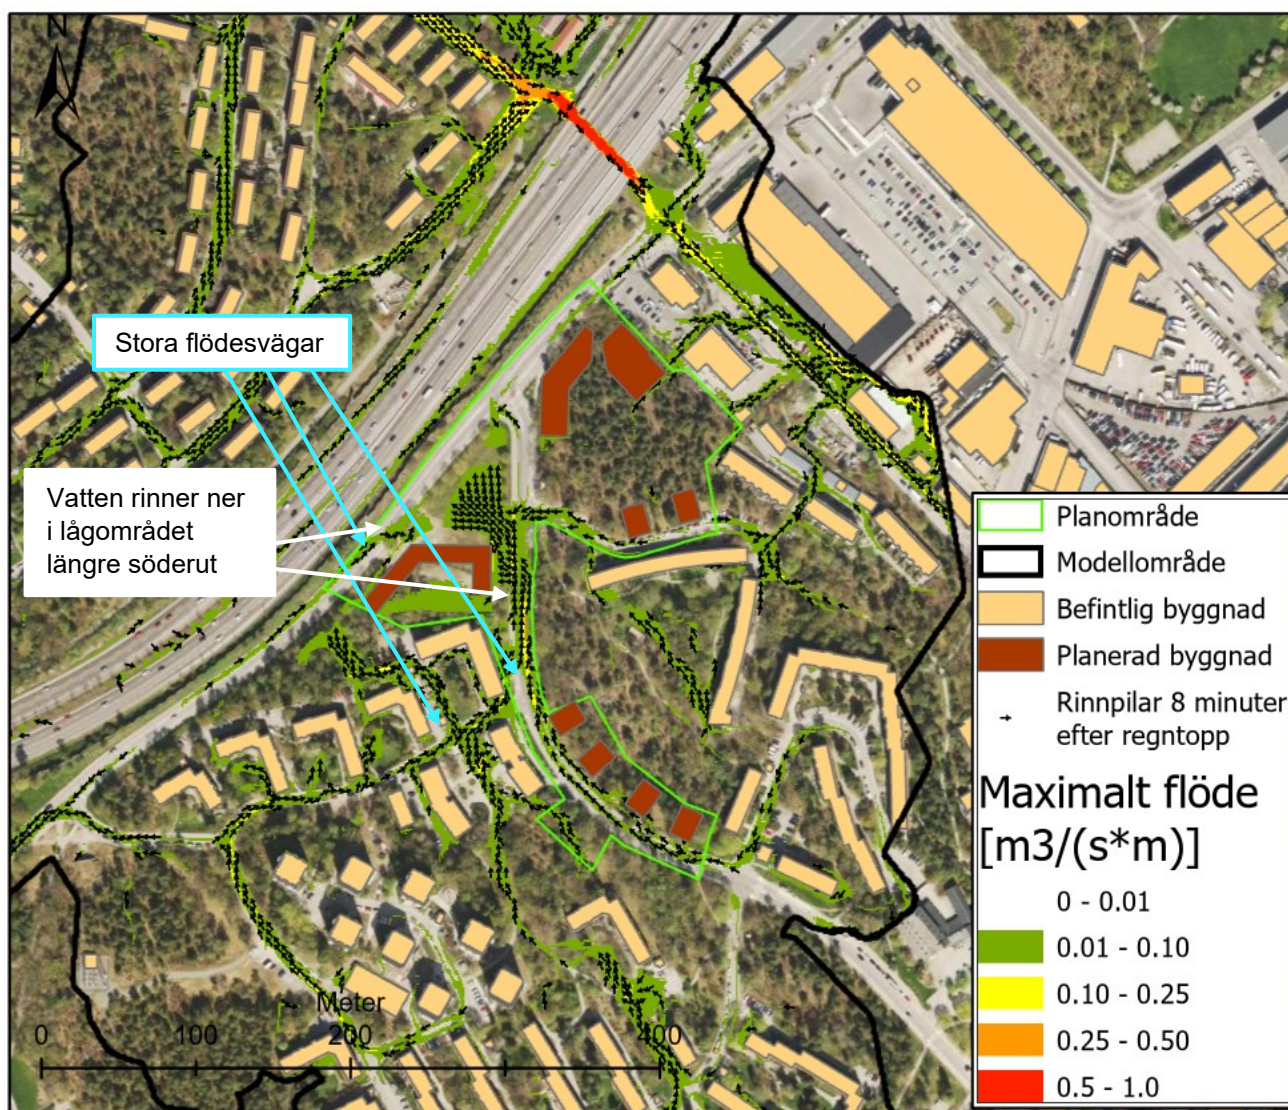 N
Stora flödesvägar
Vatten rinner ner
i lågområdet
längre söderut
Planområde
Modellområde
Befintlig byggnad
Planerad byggnad
Rinnpilar 8 minuter
efter regntopp
Maximalt flöde
[m3/(s*m)]
0 - 0.01
0.01 - 0.10
0.10 - 0.25
0.25 - 0.50
0.5 - 1.0
Meter
0 100 200 400